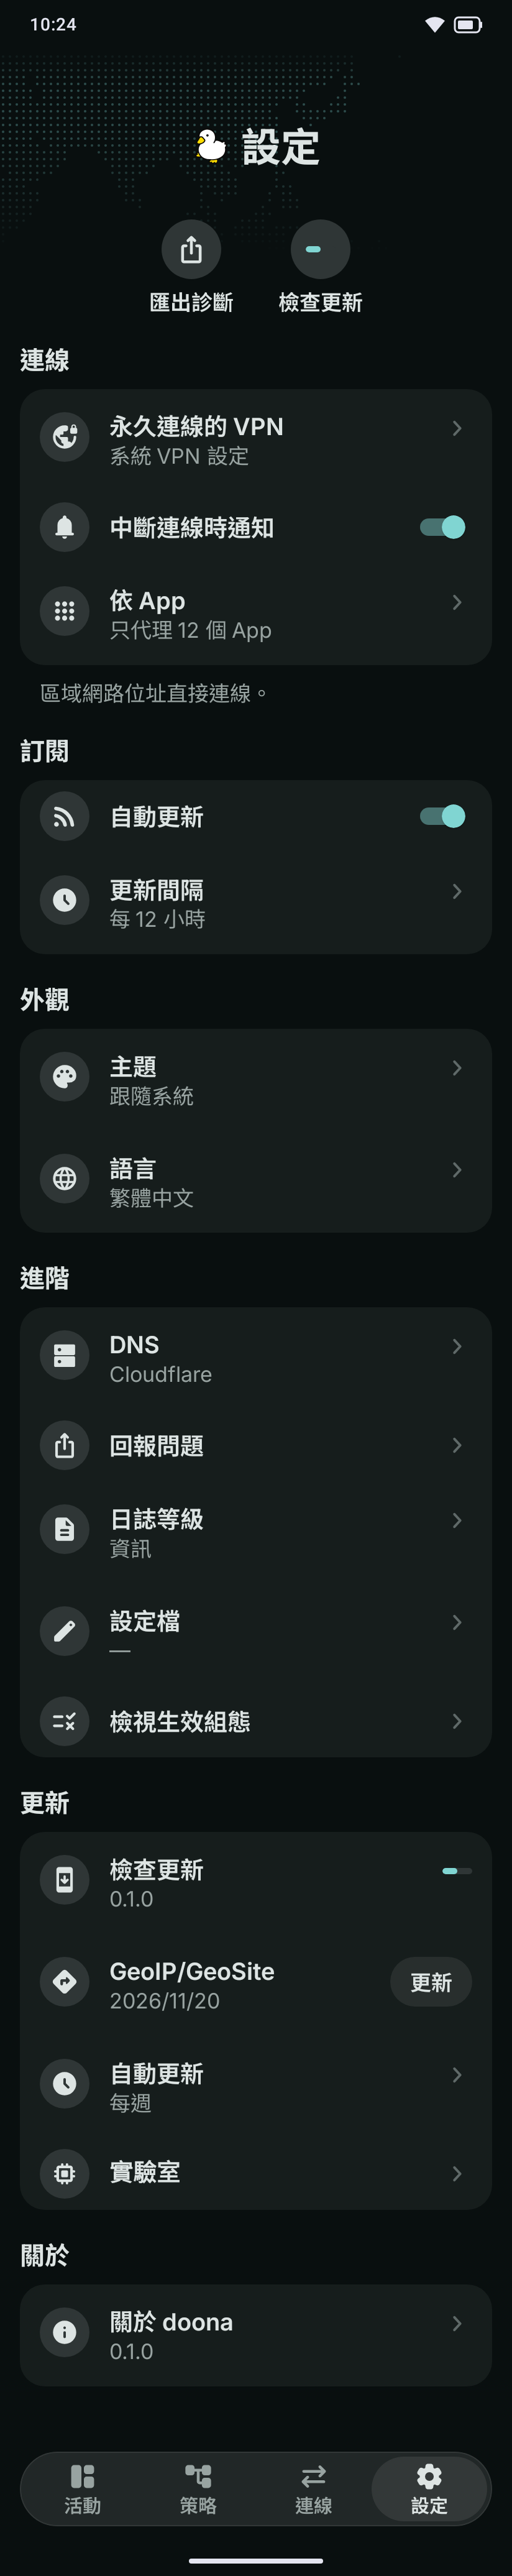 10:24
設定
匯出診斷
檢查更新
連線
永久連線的 VPN
系統 VPN 設定
中斷連線時通知
依 App
只代理 12 個 App
區域網路位址直接連線。
訂閱
自動更新
更新間隔
每 12 小時
外觀
主題
跟隨系統
語言
繁體中文
進階
DNS
Cloudflare
回報問題
日誌等級
資訊
設定檔
—
檢視生效組態
更新
檢查更新
0.1.0
GeoIP/GeoSite
2026/11/20
更新
自動更新
每週
實驗室
關於
關於 doona
0.1.0
活動
策略
連線
設定